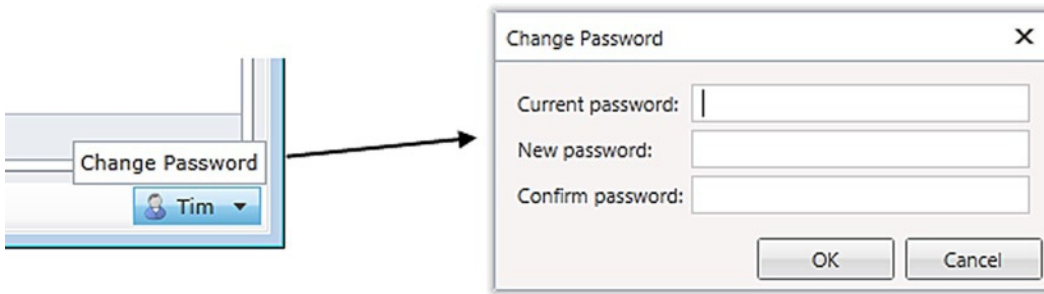 Change Password
Tim
Change Password
Current password:
New password:
Confirm password:
OK
Cancel